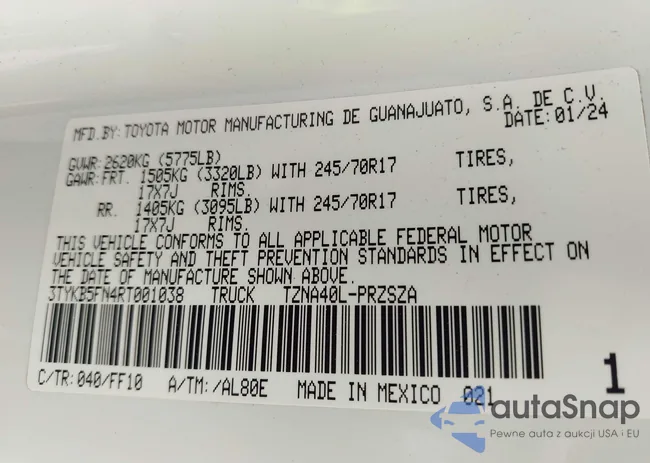 MFD.BY:TOYOTA MOTOR MANUFACTURING DE GUANAJUATO, S.A. DE C.V.
DATE:01/24
GVWR:2620KG (5775LB)
GAWR:FRT. 1505KG (3320LB) WITH 245/70R17 TIRES,
17X7J RIMS.
RR. 1405KG (3095LB) WITH 245/70R17 TIRES,
17X7J RIMS.
THIS VEHICLE CONFORMS TO ALL APPLICABLE FEDERAL MOTOR
VEHICLE SAFETY AND THEFT PREVENTION STANDARDS IN EFFECT ON
THE DATE OF MANUFACTURE SHOWN ABOVE.
3TYKB5FN4RT001038 TRUCK TZNA40L-PRZSZA
C/TR:040/FF10 A/TM:/AL80E MADE IN MEXICO 021 1
autaSnap
Pewne auta z aukcji USA i EU